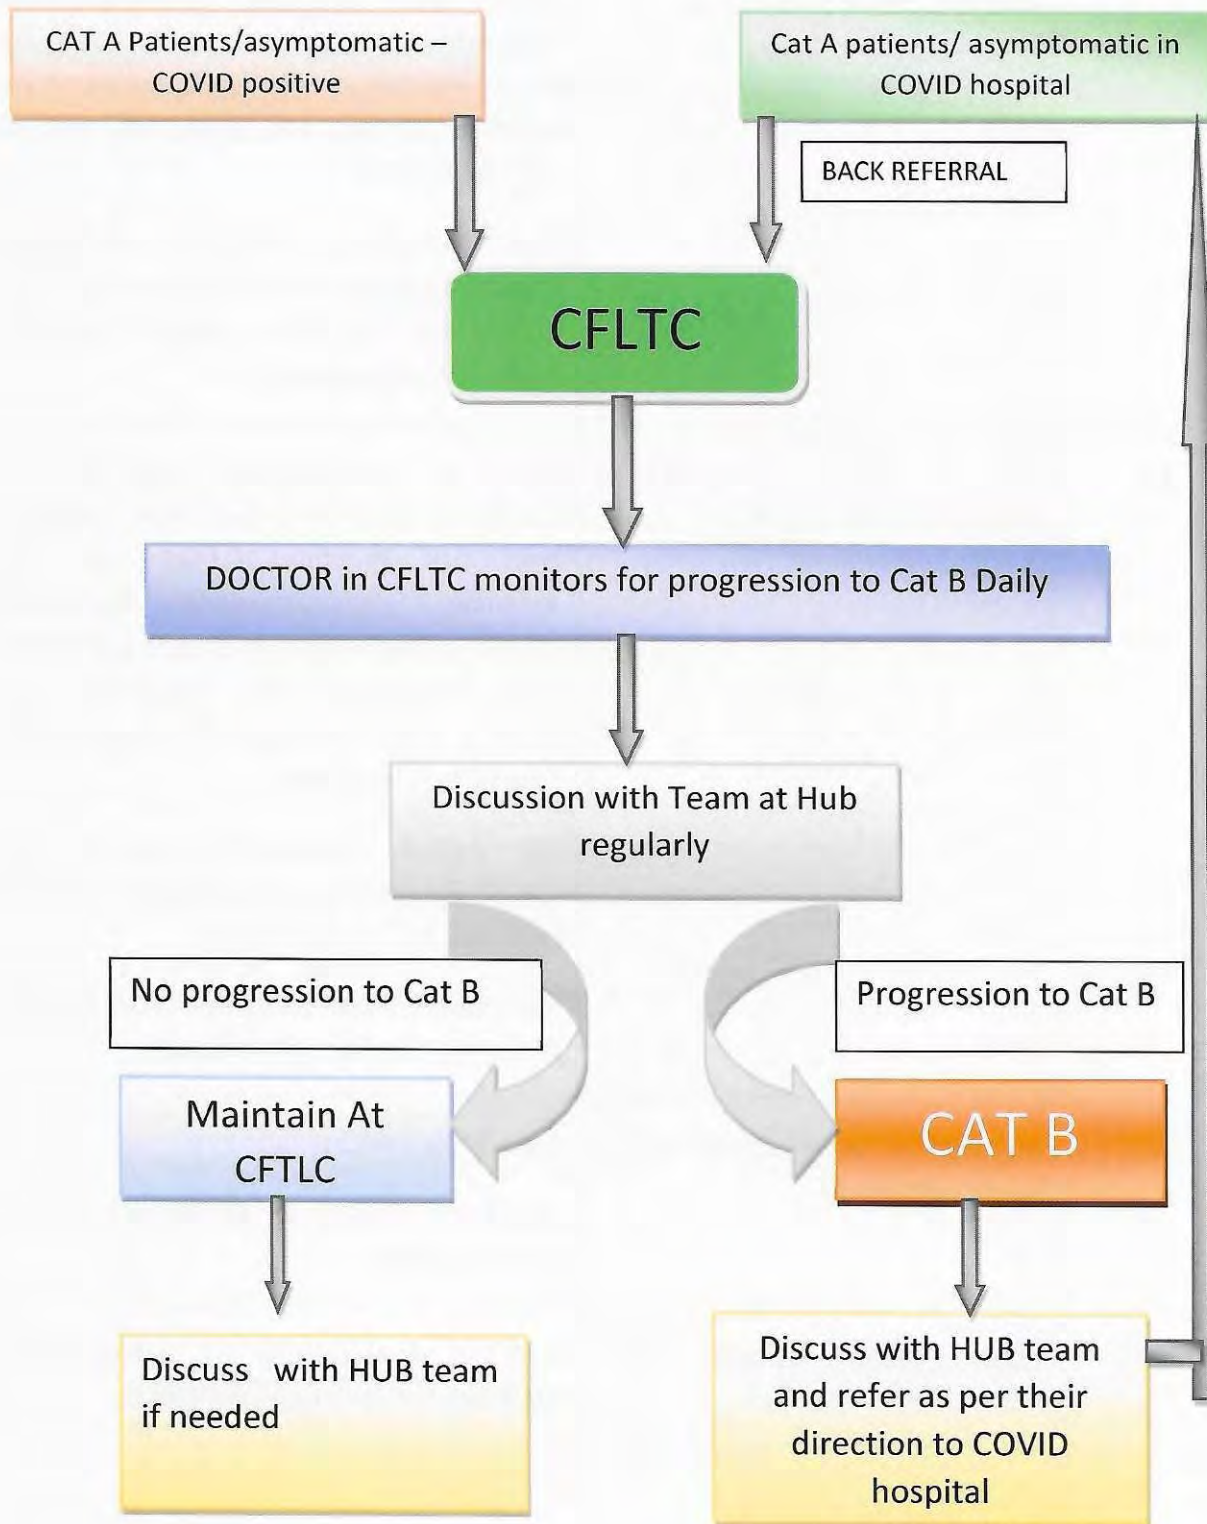 CAT A Patients/asymptomatic –
COVID positive
Cat A patients/ asymptomatic in
COVID hospital
BACK REFERRAL
CFLTC
DOCTOR in CFLTC monitors for progression to Cat B Daily
Discussion with Team at Hub
regularly
No progression to Cat B
Progression to Cat B
Maintain At
CFTLC
CAT B
Discuss with HUB team
if needed
Discuss with HUB team
and refer as per their
direction to COVID
hospital